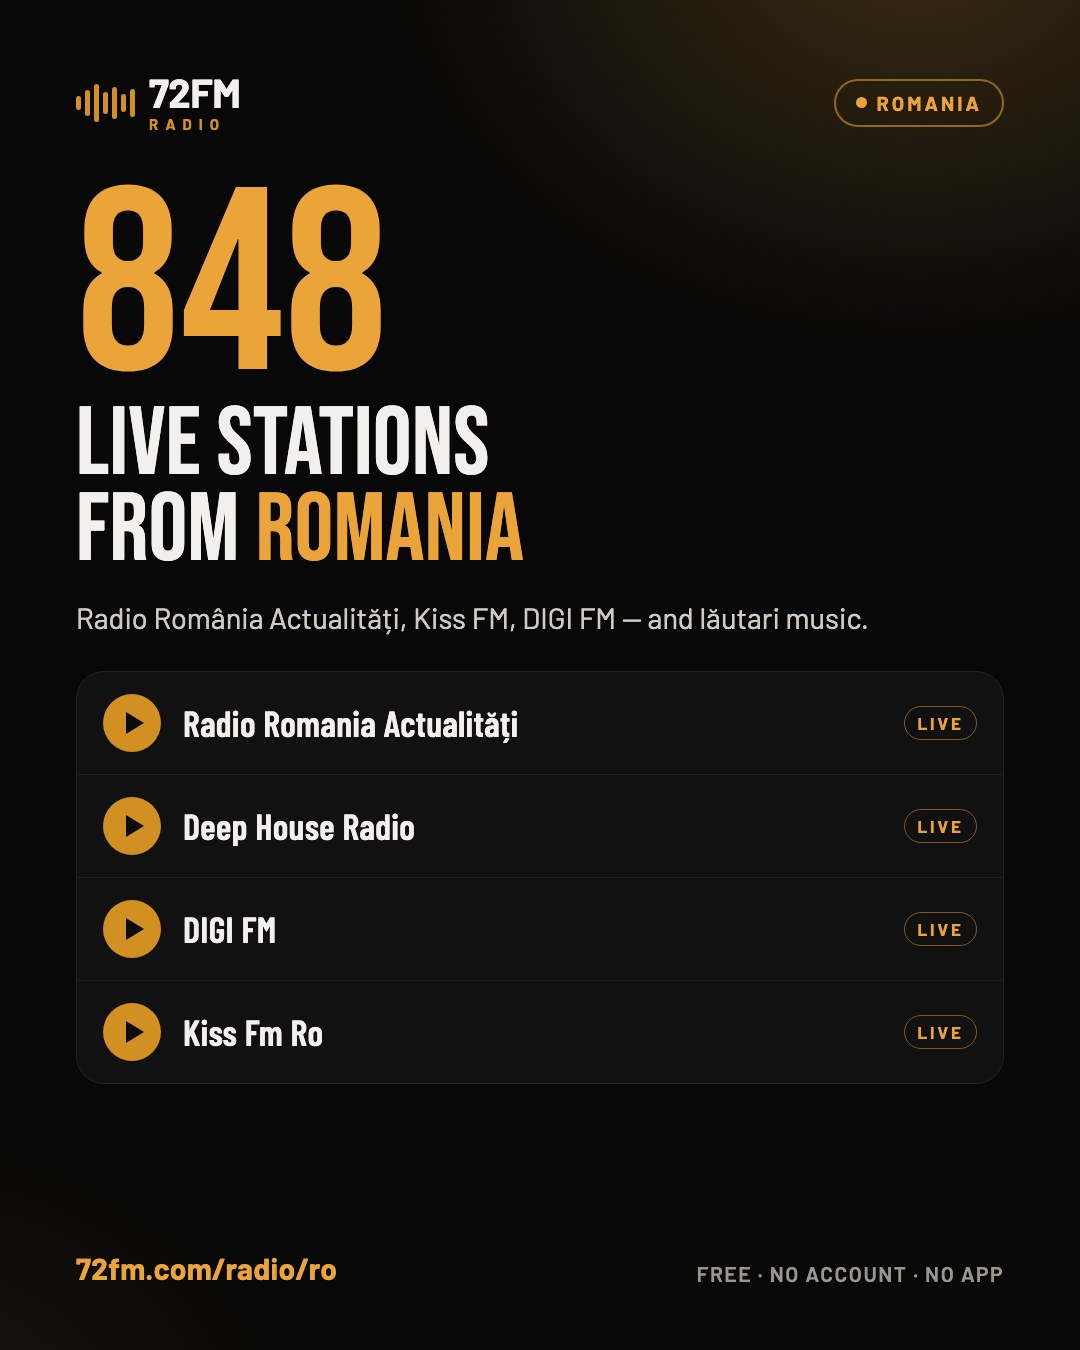 72FM
RADIO
ROMANIA
848
LIVE STATIONS
FROM ROMANIA
Radio România Actualități, Kiss FM, DIGI FM — and lăutari music.
Radio Romania Actualități
LIVE
Deep House Radio
LIVE
DIGI FM
LIVE
Kiss Fm Ro
LIVE
72fm.com/radio/ro
FREE · NO ACCOUNT · NO APP